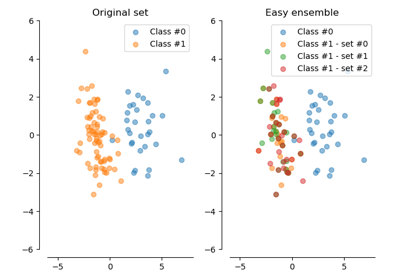 Original set
Class #0
Class #1
6
4
2
0
−2
−4
−6
−5
0
5
Easy ensemble
Class #0
Class #1 - set #0
Class #1 - set #1
Class #1 - set #2
6
4
2
0
−2
−4
−6
−5
0
5